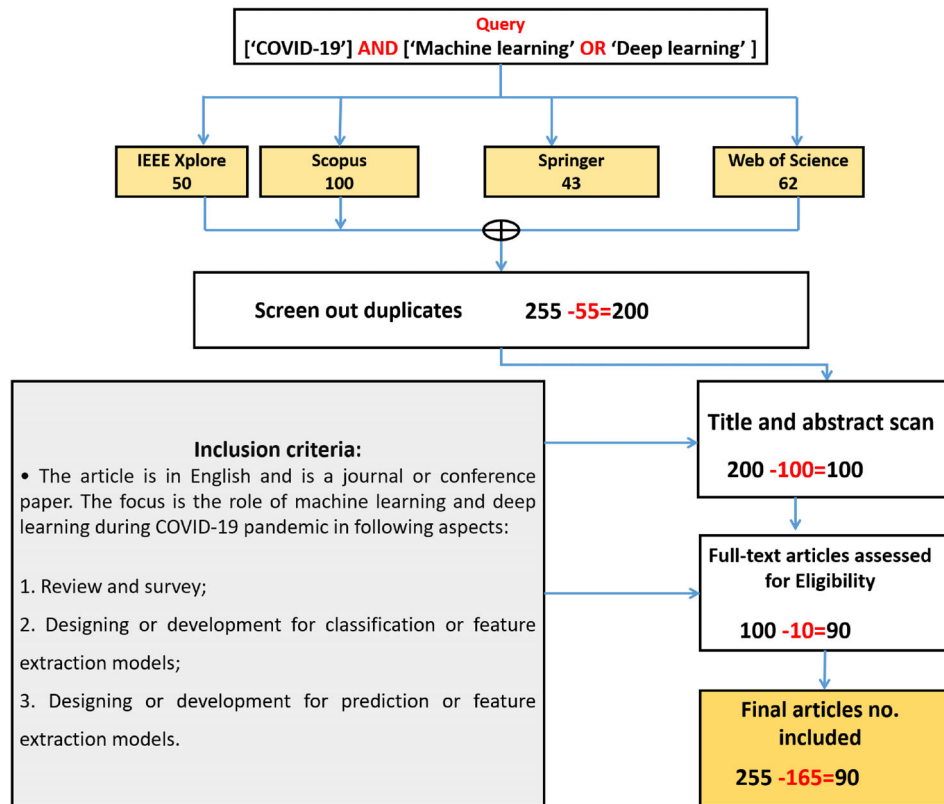 Query
['COVID-19'] AND ['Machine learning' OR 'Deep learning' ]
IEEE Xplore
50
Scopus
100
Springer
43
Web of Science
62
Screen out duplicates 255 -55=200
Inclusion criteria:
• The article is in English and is a journal or conference
paper. The focus is the role of machine learning and deep
learning during COVID-19 pandemic in following aspects:
1. Review and survey;
2. Designing or development for classification or feature
extraction models;
3. Designing or development for prediction or feature
extraction models.
Title and abstract scan
200 -100=100
Full-text articles assessed
for Eligibility
100 -10=90
Final articles no.
included
255 -165=90